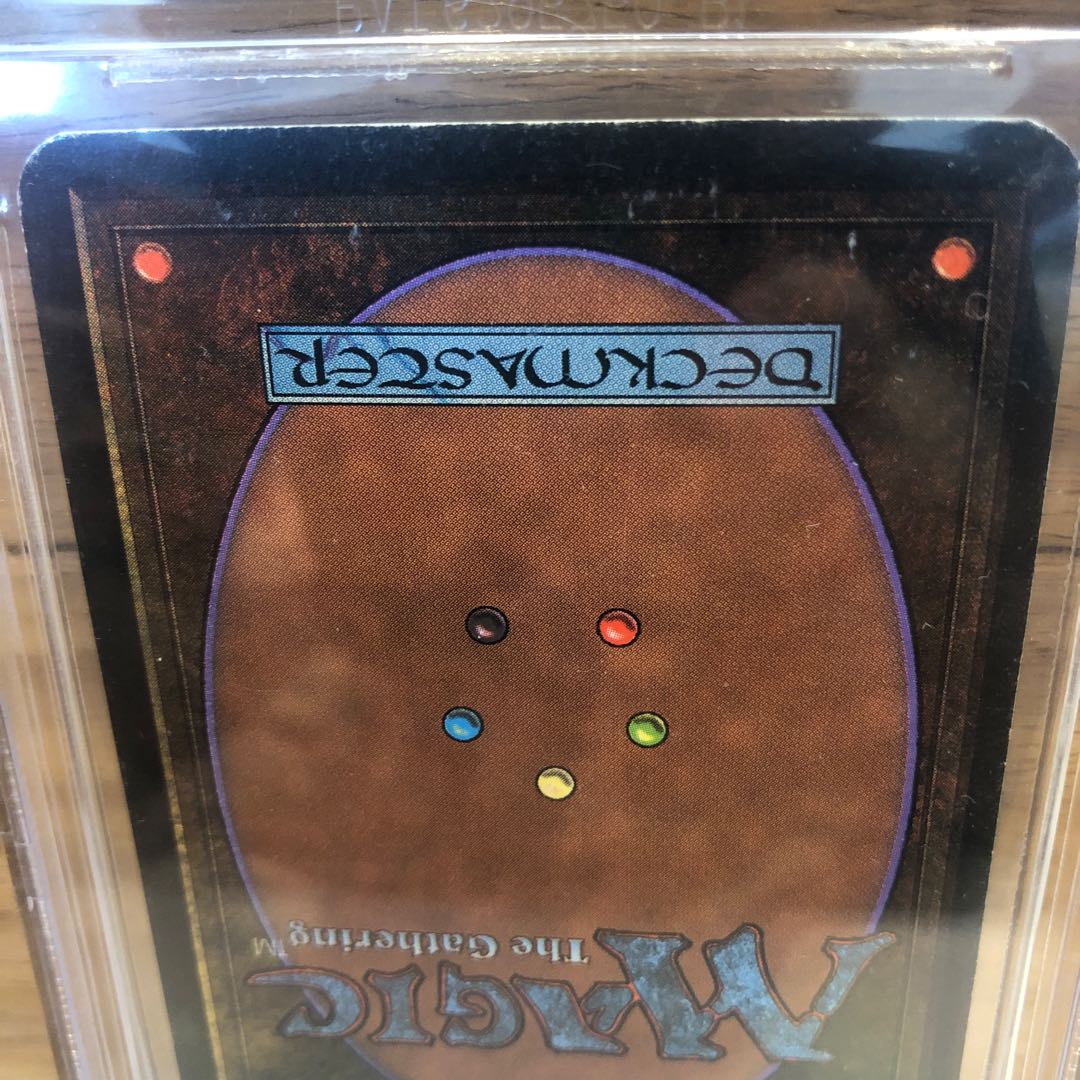 MAGIC
The Gathering™
DECKMASTER